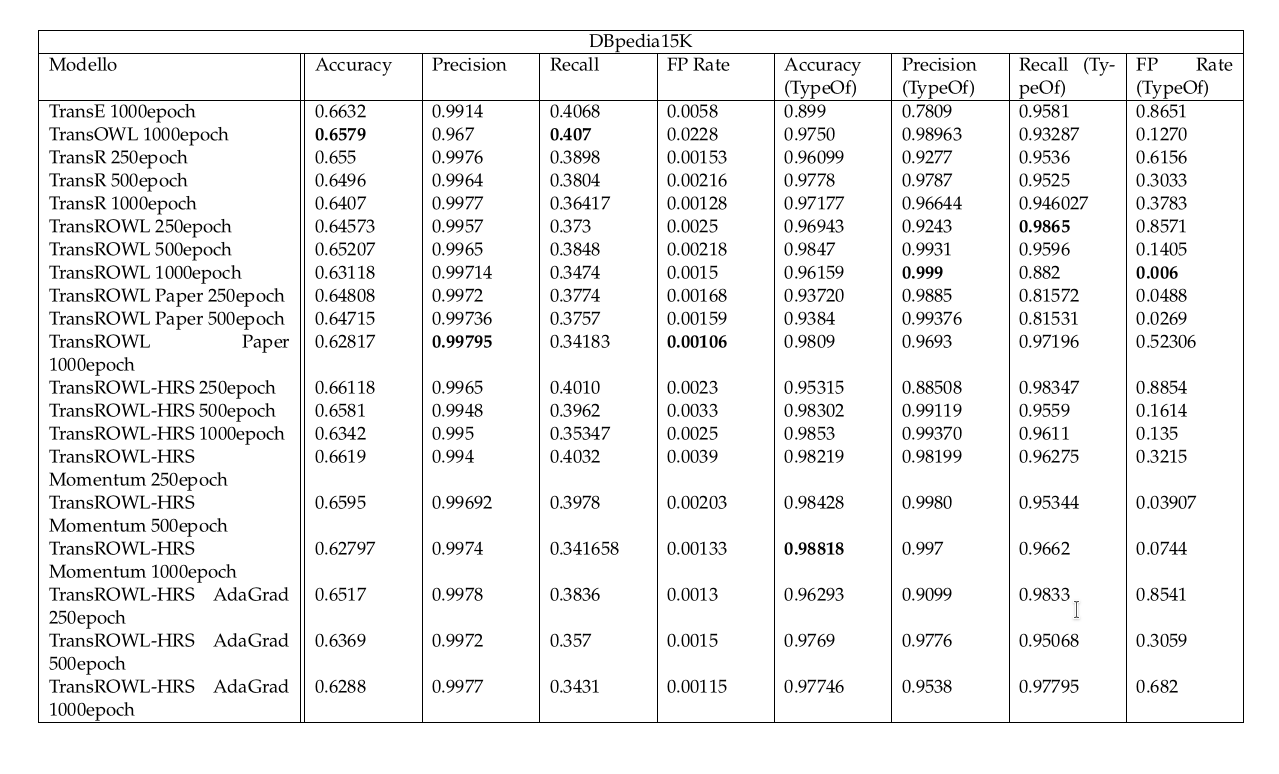 DBpedia15K
Modello Accuracy Precision Recall FP Rate Accuracy (TypeOf) Precision (TypeOf) Recall (Ty-peOf) FP Rate (TypeOf)
TransE 1000epoch 0.6632 0.9914 0.4068 0.0058 0.899 0.7809 0.9581 0.8651
TransOWL 1000epoch 0.6579 0.967 0.407 0.0228 0.9750 0.98963 0.93287 0.1270
TransR 250epoch 0.655 0.9976 0.3898 0.00153 0.96099 0.9277 0.9536 0.6156
TransR 500epoch 0.6496 0.9964 0.3804 0.00216 0.9778 0.9787 0.9525 0.3033
TransR 1000epoch 0.6407 0.9977 0.36417 0.00128 0.97177 0.96644 0.946027 0.3783
TransROWL 250epoch 0.64573 0.9957 0.373 0.0025 0.96943 0.9243 0.9865 0.8571
TransROWL 500epoch 0.65207 0.9965 0.3848 0.00218 0.9847 0.9931 0.9596 0.1405
TransROWL 1000epoch 0.63118 0.99714 0.3474 0.0015 0.96159 0.999 0.882 0.006
TransROWL Paper 250epoch 0.64808 0.9972 0.3774 0.00168 0.93720 0.9885 0.81572 0.0488
TransROWL Paper 500epoch 0.64715 0.99736 0.3757 0.00159 0.9384 0.99376 0.81531 0.0269
TransROWL Paper 0.62817 0.99795 0.34183 0.00106 0.9809 0.9693 0.97196 0.52306
1000epoch
TransROWL-HRS 250epoch 0.66118 0.9965 0.4010 0.0023 0.95315 0.88508 0.98347 0.8854
TransROWL-HRS 500epoch 0.6581 0.9948 0.3962 0.0033 0.98302 0.99119 0.9559 0.1614
TransROWL-HRS 1000epoch 0.6342 0.995 0.35347 0.0025 0.9853 0.99370 0.9611 0.135
TransROWL-HRS 0.6619 0.994 0.4032 0.0039 0.98219 0.98199 0.96275 0.3215
Momentum 250epoch
TransROWL-HRS 0.6595 0.99692 0.3978 0.00203 0.98428 0.9980 0.95344 0.03907
Momentum 500epoch
TransROWL-HRS 0.62797 0.9974 0.341658 0.00133 0.98818 0.997 0.9662 0.0744
Momentum 1000epoch
TransROWL-HRS AdaGrad 0.6517 0.9978 0.3836 0.0013 0.96293 0.9099 0.9833 0.8541
250epoch
TransROWL-HRS AdaGrad 0.6369 0.9972 0.357 0.0015 0.9769 0.9776 0.95068 0.3059
500epoch
TransROWL-HRS AdaGrad 0.6288 0.9977 0.3431 0.00115 0.97746 0.9538 0.97795 0.682
1000epoch